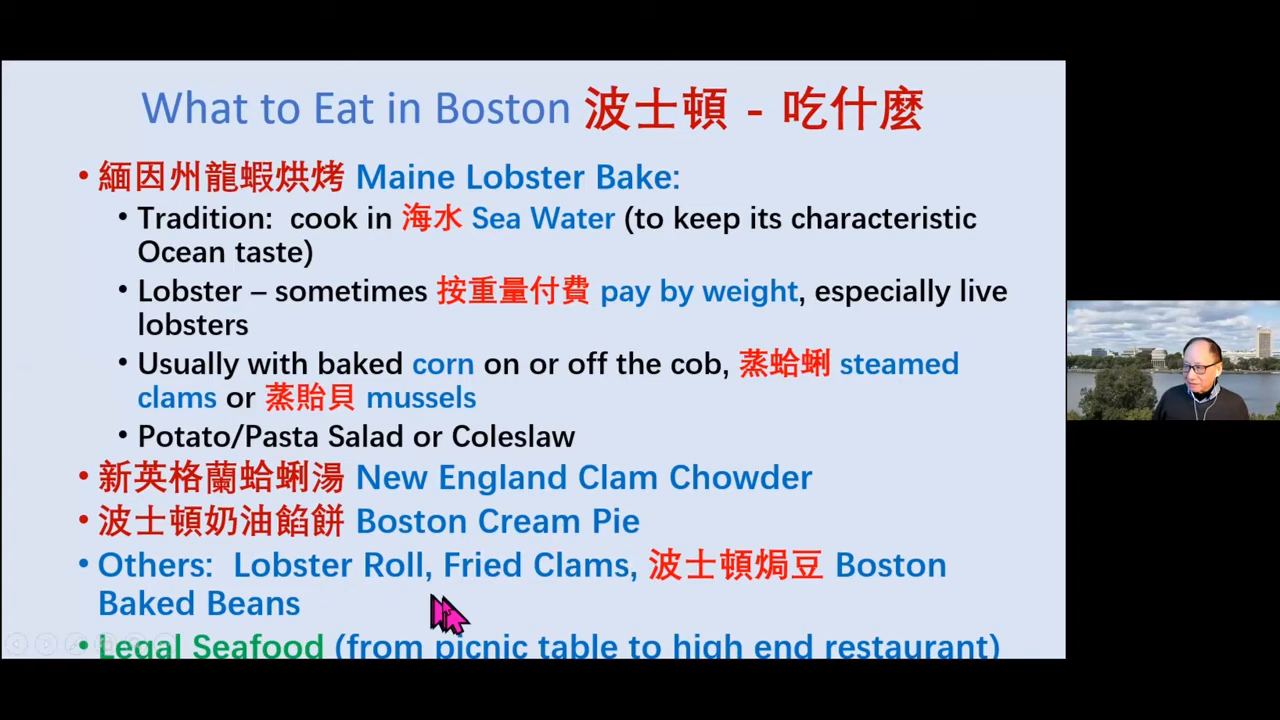 What to Eat in Boston 波士頓 - 吃什麼
• 緬因州龍蝦烘烤 Maine Lobster Bake:
• Tradition: cook in 海水 Sea Water (to keep its characteristic
Ocean taste)
• Lobster – sometimes 按重量付費 pay by weight, especially live
lobsters
• Usually with baked corn on or off the cob, 蒸蛤蜊 steamed
clams or 蒸貽貝 mussels
• Potato/Pasta Salad or Coleslaw
• 新英格蘭蛤蜊湯 New England Clam Chowder
• 波士頓奶油餡餅 Boston Cream Pie
• Others: Lobster Roll, Fried Clams, 波士頓焗豆 Boston
Baked Beans
• Legal Seafood (from picnic table to high end restaurant)